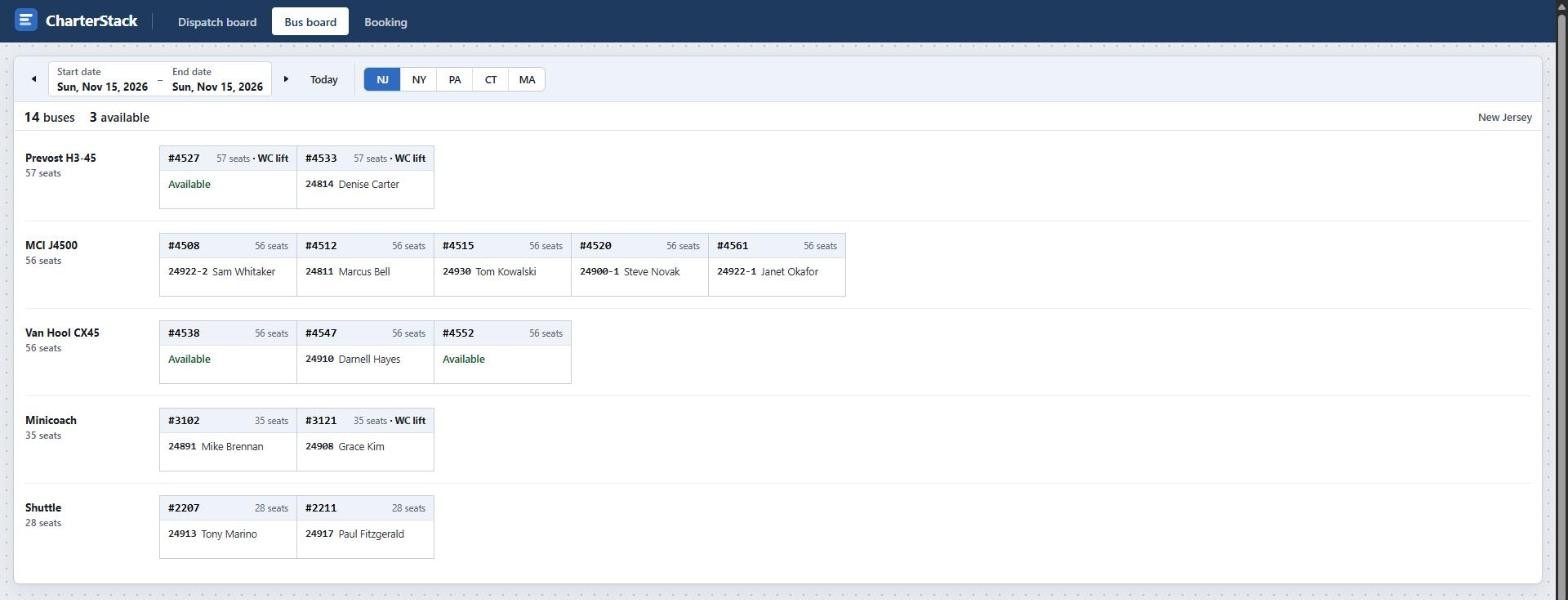 CharterStack Dispatch board Bus board Booking
Start date End date
Sun, Nov 15, 2026 – Sun, Nov 15, 2026 Today NJ NY PA CT MA
14 buses 3 available New Jersey
Prevost H3-45
57 seats
#4527 57 seats · WC lift
Available
#4533 57 seats · WC lift
24814 Denise Carter
MCI J4500
56 seats
#4508 56 seats
24922-2 Sam Whitaker
#4512 56 seats
24811 Marcus Bell
#4515 56 seats
24930 Tom Kowalski
#4520 56 seats
24900-1 Steve Novak
#4561 56 seats
24922-1 Janet Okafor
Van Hool CX45
56 seats
#4538 56 seats
Available
#4547 56 seats
24910 Darnell Hayes
#4552 56 seats
Available
Minicoach
35 seats
#3102 35 seats
24891 Mike Brennan
#3121 35 seats · WC lift
24908 Grace Kim
Shuttle
28 seats
#2207 28 seats
24913 Tony Marino
#2211 28 seats
24917 Paul Fitzgerald